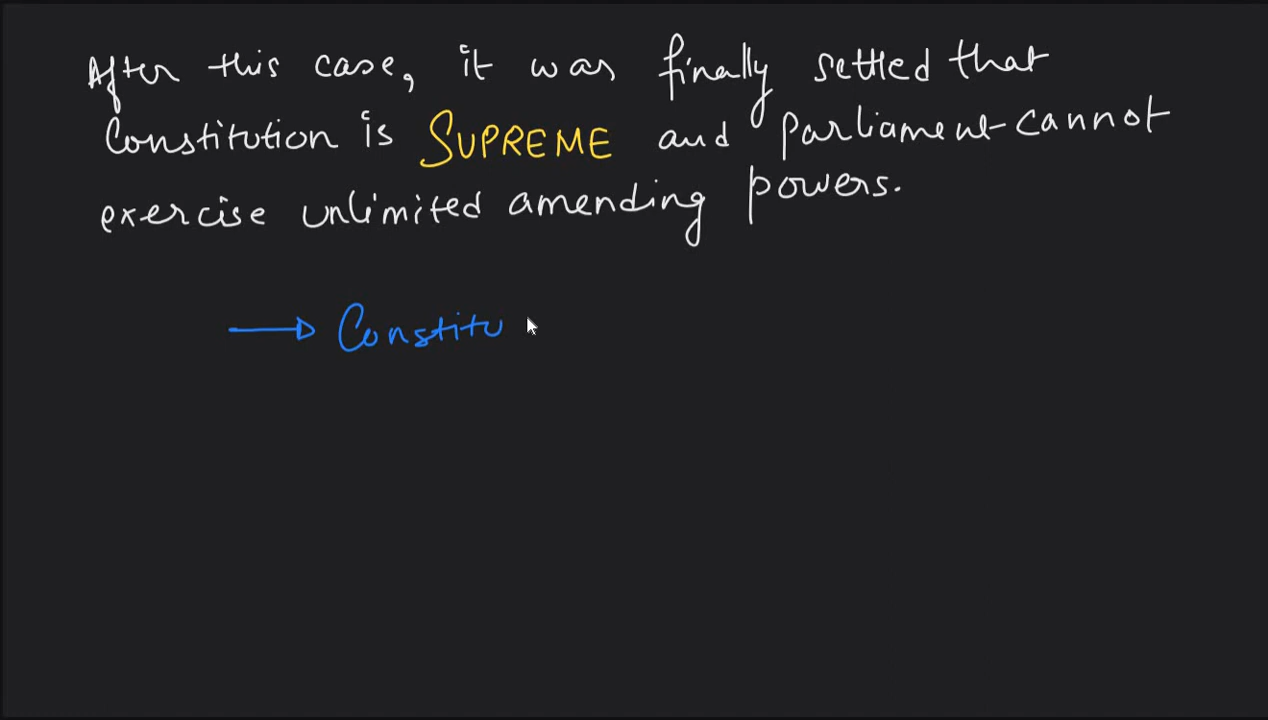 After this case, it was finally settled that
Constitution is SUPREME and parliament cannot
exercise unlimited amending powers.
Constitu